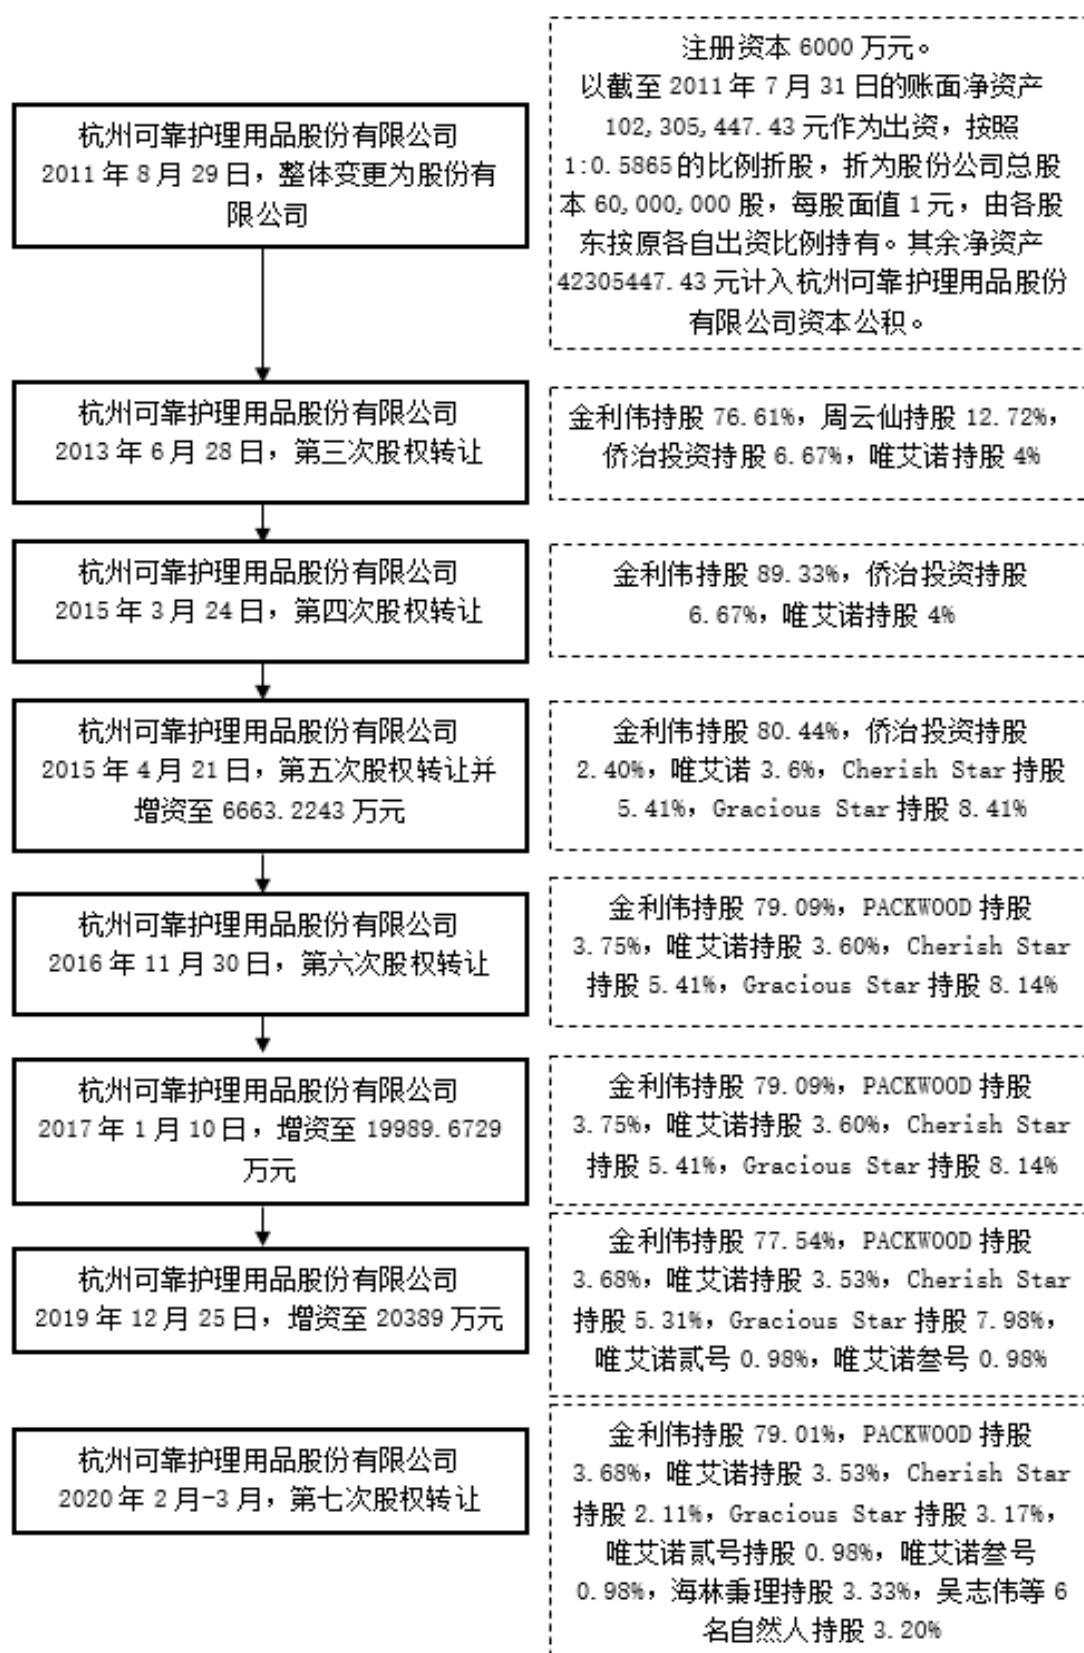 杭州可靠护理用品股份有限公司
2011 年 8 月 29 日，整体变更为股份有
限公司
注册资本 6000 万元。
以截至 2011 年 7 月 31 日的账面净资产
102,305,447.43 元作为出资，按照
1:0.5865 的比例折股，折为股份公司总股
本 60,000,000 股，每股面值 1 元，由各股
东按原各自出资比例持有。其余净资产
42305447.43 元计入杭州可靠护理用品股份
有限公司资本公积。
杭州可靠护理用品股份有限公司
2013 年 6 月 28 日，第三次股权转让
金利伟持股 76.61%，周云仙持股 12.72%，
侨治投资持股 6.67%，唯艾诺持股 4%
杭州可靠护理用品股份有限公司
2015 年 3 月 24 日，第四次股权转让
金利伟持股 89.33%，侨治投资持股
6.67%，唯艾诺持股 4%
杭州可靠护理用品股份有限公司
2015 年 4 月 21 日，第五次股权转让并
增资至 6663.2243 万元
金利伟持股 80.44%，侨治投资持股
2.40%，唯艾诺 3.6%，Cherish Star 持股
5.41%，Gracious Star 持股 8.41%
杭州可靠护理用品股份有限公司
2016 年 11 月 30 日，第六次股权转让
金利伟持股 79.09%，PACKWOOD 持股
3.75%，唯艾诺持股 3.60%，Cherish Star
持股 5.41%，Gracious Star 持股 8.14%
杭州可靠护理用品股份有限公司
2017 年 1 月 10 日，增资至 19989.6729
万元
金利伟持股 79.09%，PACKWOOD 持股
3.75%，唯艾诺持股 3.60%，Cherish Star
持股 5.41%，Gracious Star 持股 8.14%
杭州可靠护理用品股份有限公司
2019 年 12 月 25 日，增资至 20389 万元
金利伟持股 77.54%，PACKWOOD 持股
3.68%，唯艾诺持股 3.53%，Cherish Star
持股 5.31%，Gracious Star 持股 7.98%，
唯艾诺贰号 0.98%，唯艾诺叁号 0.98%
杭州可靠护理用品股份有限公司
2020 年 2 月-3 月，第七次股权转让
金利伟持股 79.01%，PACKWOOD 持股
3.68%，唯艾诺持股 3.53%，Cherish Star
持股 2.11%，Gracious Star 持股 3.17%，
唯艾诺贰号持股 0.98%，唯艾诺叁号
0.98%，海林秉理持股 3.33%，吴志伟等 6
名自然人持股 3.20%